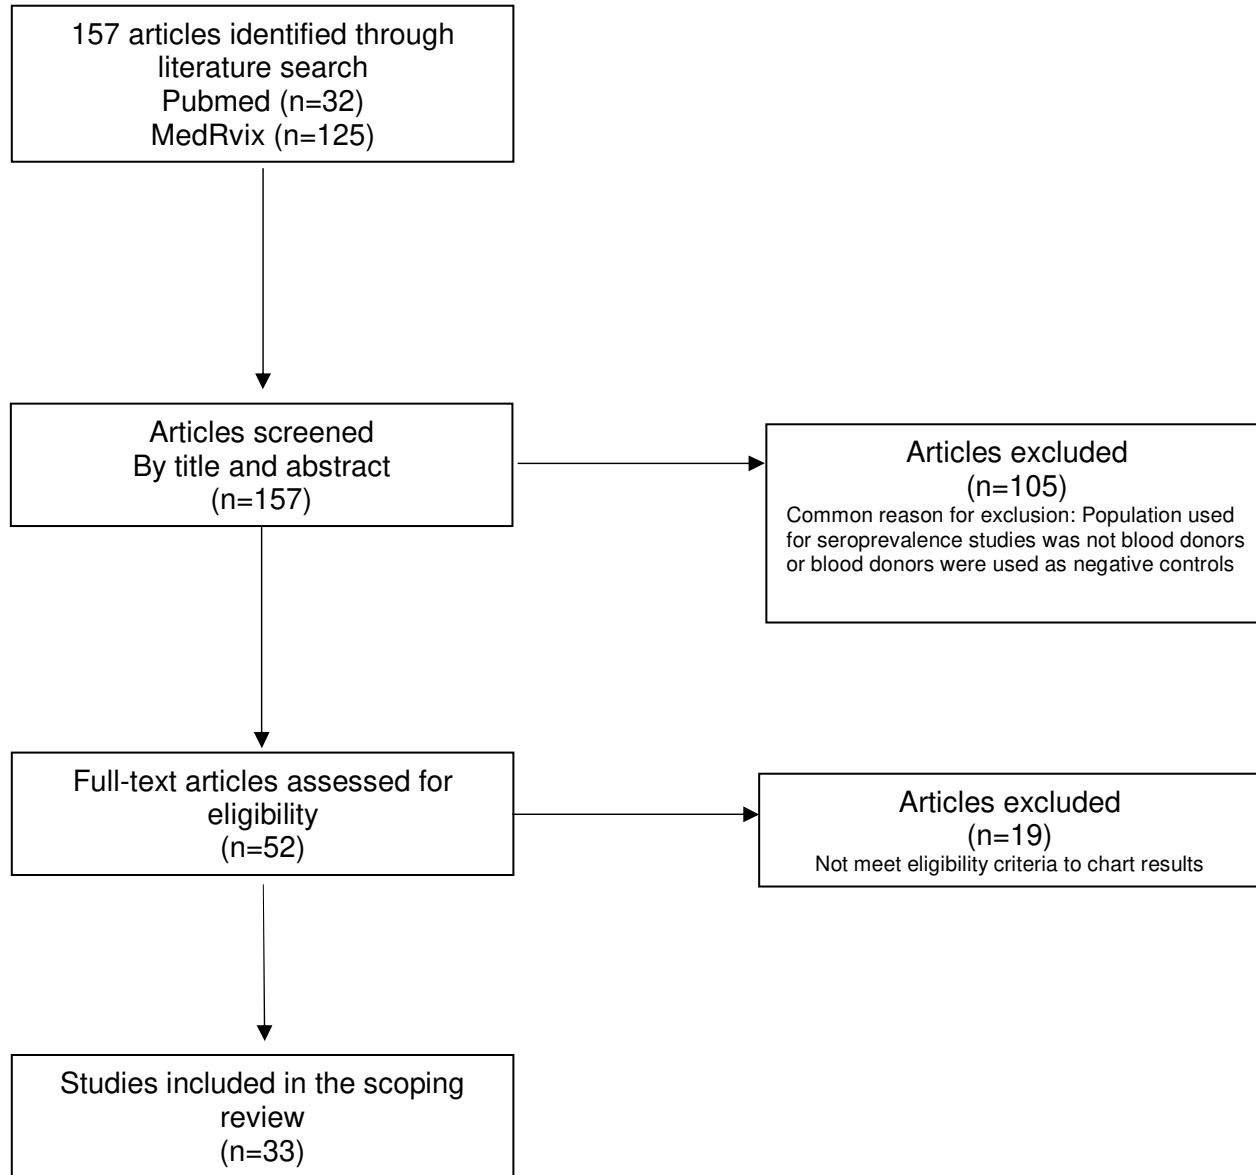 157 articles identified through
literature search
Pubmed (n=32)
MedRvix (n=125)
Articles screened
By title and abstract
(n=157)
Articles excluded
(n=105)
Common reason for exclusion: Population used
for seroprevalence studies was not blood donors
or blood donors were used as negative controls
Full-text articles assessed for
eligibility
(n=52)
Articles excluded
(n=19)
Not meet eligibility criteria to chart results
Studies included in the scoping
review
(n=33)